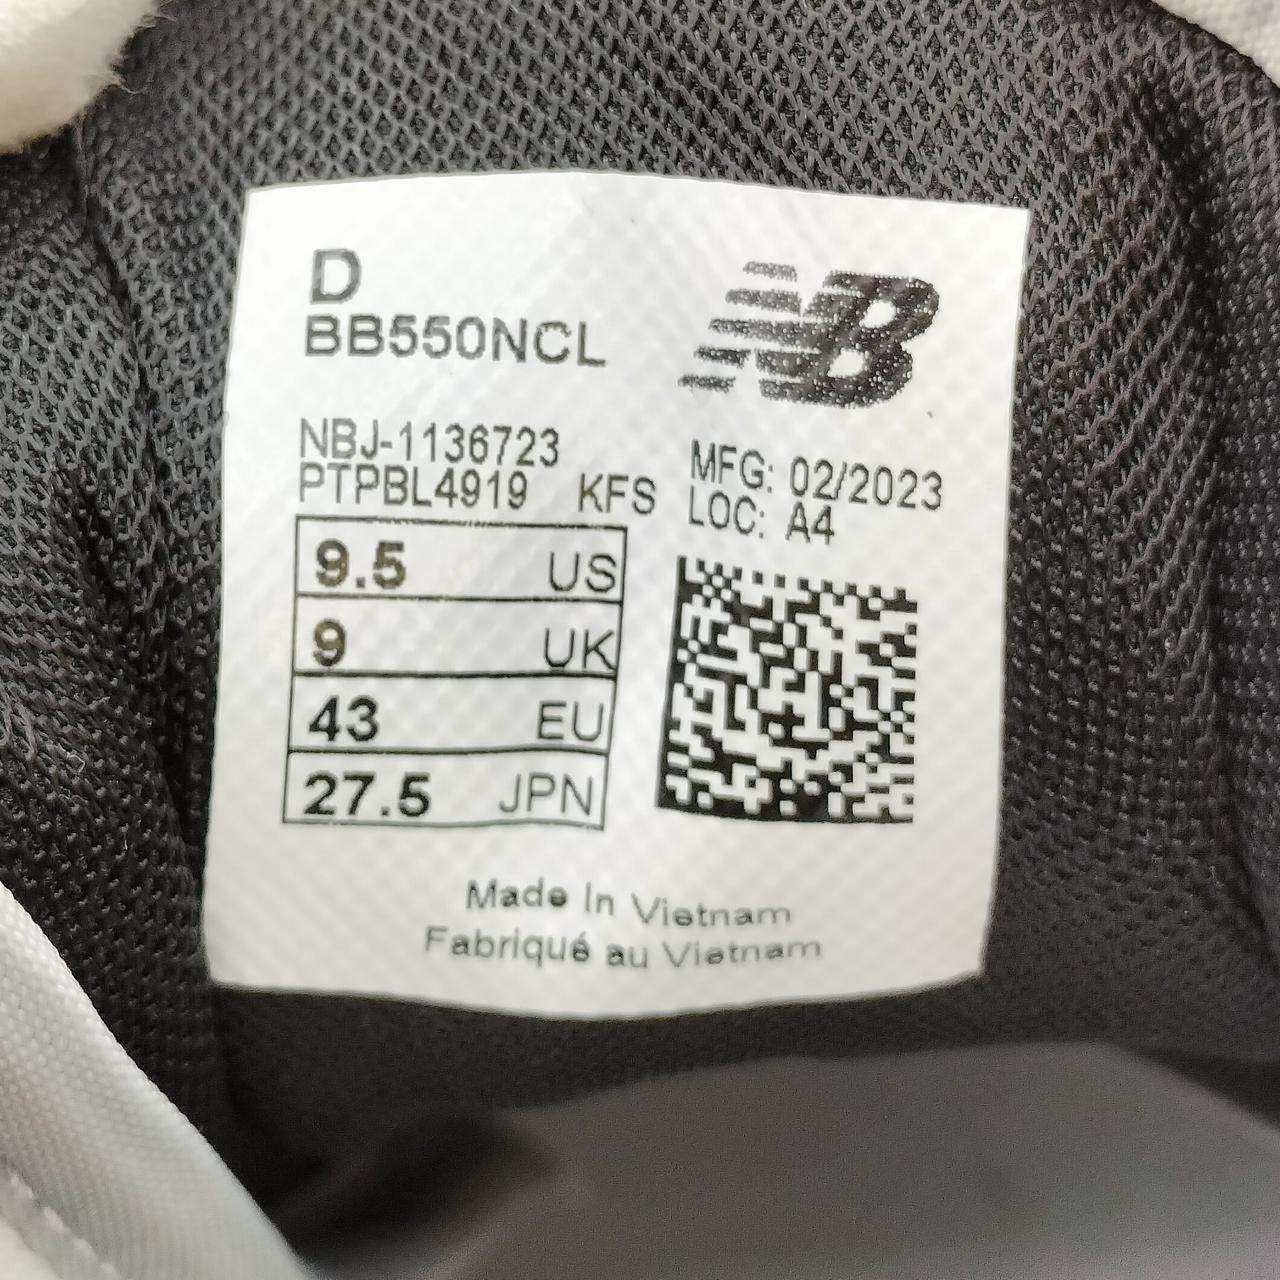 D
BB550NCL
NB
NBJ-1136723
PTPBL4919 KFS
MFG: 02/2023
LOC: A4
9.5 US
9 UK
43 EU
27.5 JPN
Made In Vietnam
Fabriqué au Vietnam